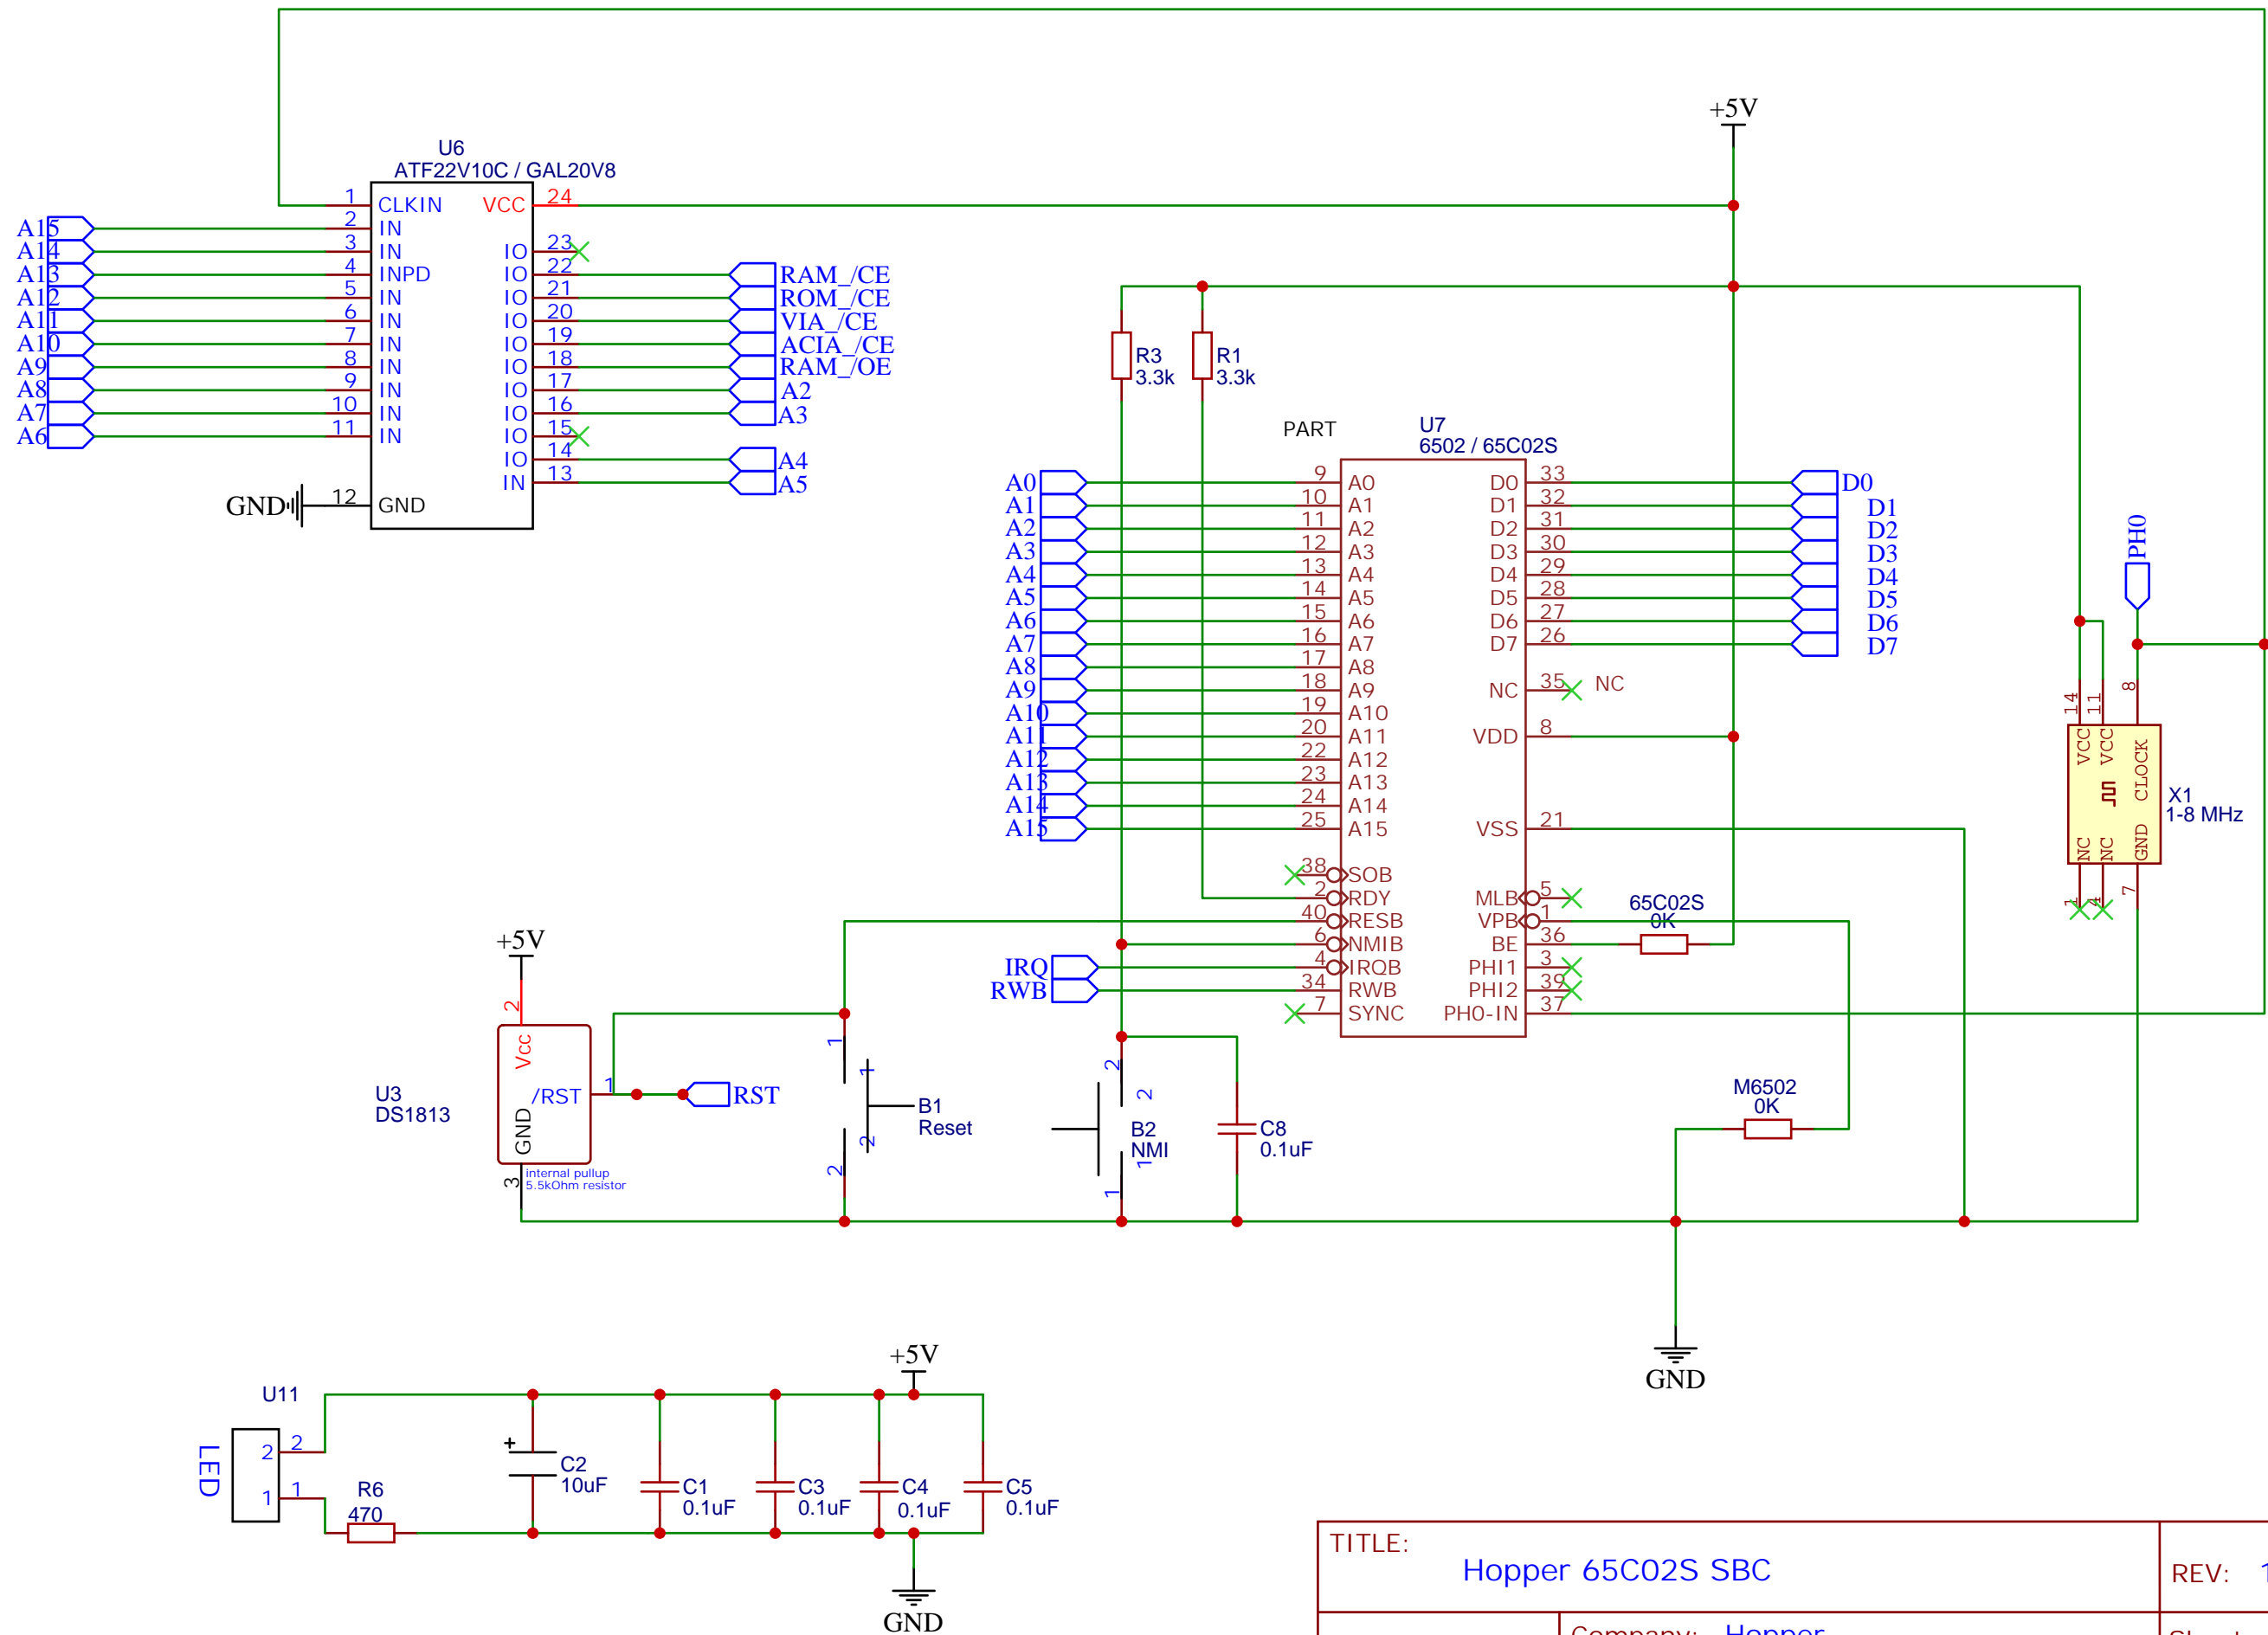 +5V
U6
ATF22V10C / GAL20V8
1 CLKIN VCC 24
A15 2 IN
A14 3 IN IO 23
A13 4 INPD IO 22 RAM_/CE
A12 5 IN IO 21 ROM_/CE
A11 6 IN IO 20 VIA_/CE
A10 7 IN IO 19 ACIA_/CE
A9 8 IN IO 18 RAM_/OE
A8 9 IN IO 17 A2
A7 10 IN IO 16 A3
A6 11 IN IO 15
IO 14 A4
IN 13 A5
GND 12 GND
R3
3.3k
R1
3.3k
PART
U7
6502 / 65C02S
A0 9 A0 D0 33 D0
A1 10 A1 D1 32 D1
A2 11 A2 D2 31 D2
A3 12 A3 D3 30 D3
A4 13 A4 D4 29 D4
A5 14 A5 D5 28 D5
A6 15 A6 D6 27 D6
A7 16 A7 D7 26 D7
A8 17 A8
A9 18 A9 NC 35 NC
A10 19 A10
A11 20 A11 VDD 8
A12 22 A12
A13 23 A13
A14 24 A14
A15 25 A15 VSS 21
38 SOB
2 RDY MLB 5
40 RESB VPB 1
6 NMIB BE 36
IRQ 4 IRQB PHI1 3
RWB 34 RWB PHI2 39
7 SYNC PH0-IN 37
65C02S
0K
M6502
0K
PH0
14 11 8
VCC VCC CLOCK
NC NC GND
1 4 7
X1
1-8 MHz
+5V
2
Vcc
U3
DS1813
/RST 1 RST
GND
3
internal pullup
5.5kOhm resistor
1
1
B1
Reset
2
2
2
2
B2
NMI
1
1
C8
0.1uF
GND
+5V
U11
LED
2 2
1 1
R6
470
C2
10uF
+
C1
0.1uF
C3
0.1uF
C4
0.1uF
C5
0.1uF
GND
TITLE:
Hopper 65C02S SBC
REV: 1
Company: Hopper